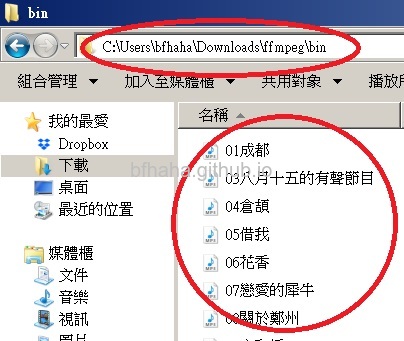 bin
C:\Users\bfhaha\Downloads\ffmpeg\bin
組合管理
加入至媒體櫃
共用對象
播放所
我的最愛
Dropbox
下載
桌面
最近的位置
媒體櫃
文件
音樂
視訊
圖片
名稱
01成都
03八月十五的有聲節目
04倉頡
05借我
06花香
07戀愛的犀牛
08關於鄭州
bfhaha.github.io